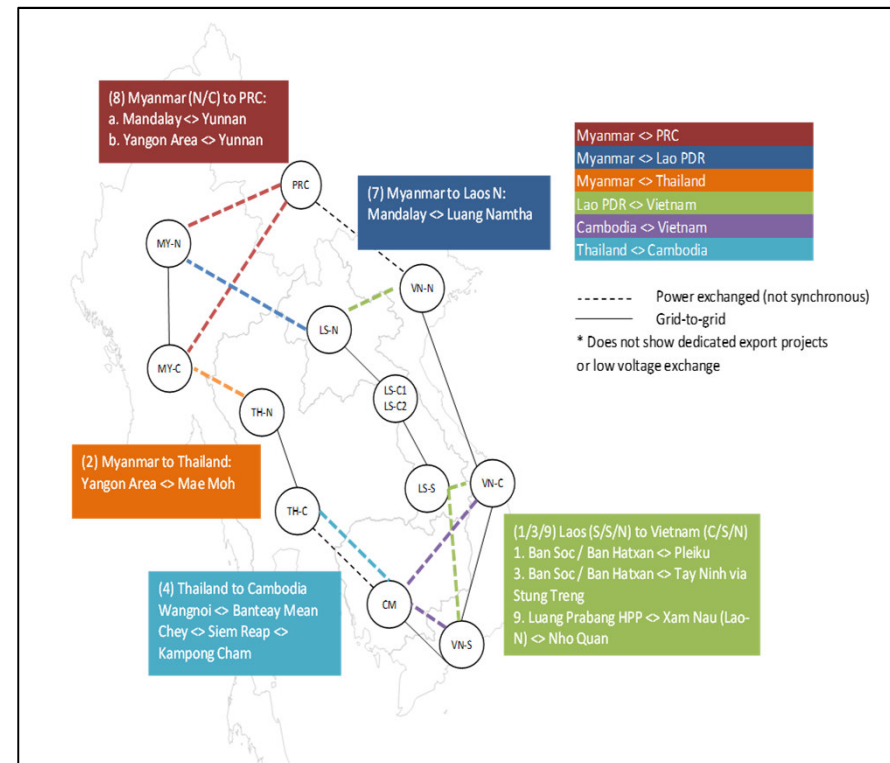 (8) Myanmar (N/C) to PRC:
a. Mandalay <> Yunnan
b. Yangon Area <> Yunnan
Myanmar <> PRC
Myanmar <> Lao PDR
Myanmar <> Thailand
Lao PDR <> Vietnam
Cambodia <> Vietnam
Thailand <> Cambodia
PRC
(7) Myanmar to Laos N:
Mandalay <> Luang Namtha
MY-N
VN-N
Power exchanged (not synchronous)
Grid-to-grid
* Does not show dedicated export projects
or low voltage exchange
LS-N
MY-C
LS-C1
LS-C2
TH-N
(2) Myanmar to Thailand:
Yangon Area <> Mae Moh
LS-S
VN-C
TH-C
(1/3/9) Laos (S/S/N) to Vietnam (C/S/N)
1. Ban Soc / Ban Hatxan <> Pleiku
3. Ban Soc / Ban Hatxan <> Tay Ninh via
Stung Treng
9. Luang Prabang HPP <> Xam Nau (Lao-
N) <> Nho Quan
(4) Thailand to Cambodia
Wangnoi <> Banteay Mean
Chey <> Siem Reap <>
Kampong Cham
CM
VN-S